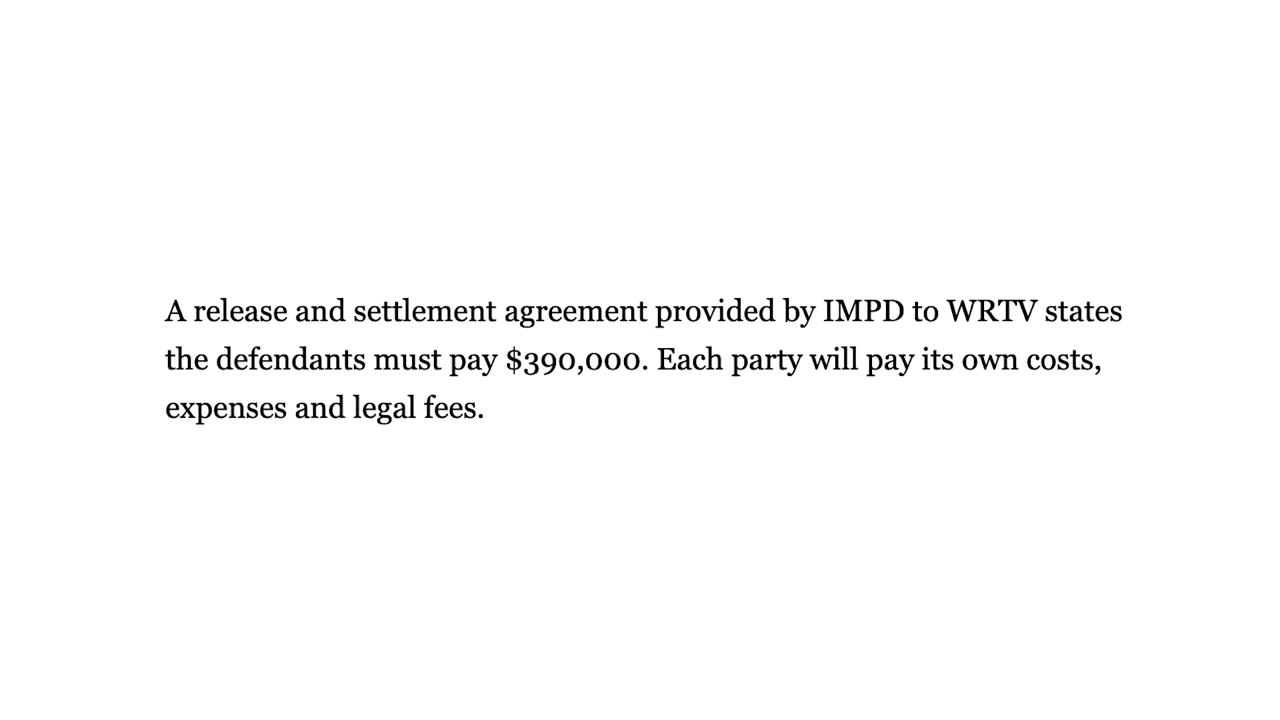 A release and settlement agreement provided by IMPD to WRTV states
the defendants must pay $390,000. Each party will pay its own costs,
expenses and legal fees.